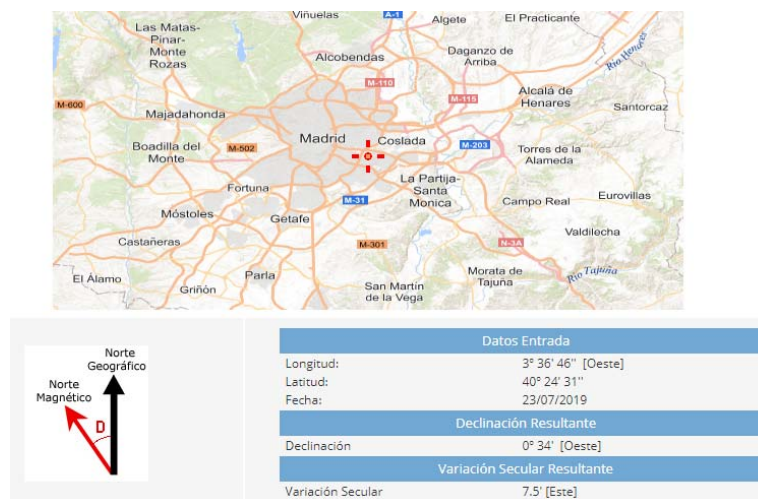 Viñuelas
A-1
Algete
El Practicante
Las Matas-
Pinar-
Monte
Rozas
Alcobendas
Daganzo de
Arriba
Río Henares
M-110
M-115
Alcalá de
Henares
M-600
Santorcaz
Majadahonda
Madrid
Coslada
Boadilla del
Monte
M-502
M-203
Torres de la
Alameda
La Partija-
Santa
Monica
Fortuna
M-31
Campo Real
Eurovillas
Móstoles
Getafe
Valdilecha
Castañeras
M-301
N-3A
El Álamo
Parla
Griñón
San Martín
de la Vega
Morata de
Tajuña
Río Tajuña
Norte
Geográfico
Norte
Magnético
D
Datos Entrada
Longitud: 3º 36' 46'' [Oeste]
Latitud: 40º 24' 31''
Fecha: 23/07/2019
Declinación Resultante
Declinación 0º 34' [Oeste]
Variación Secular Resultante
Variación Secular 7.5' [Este]